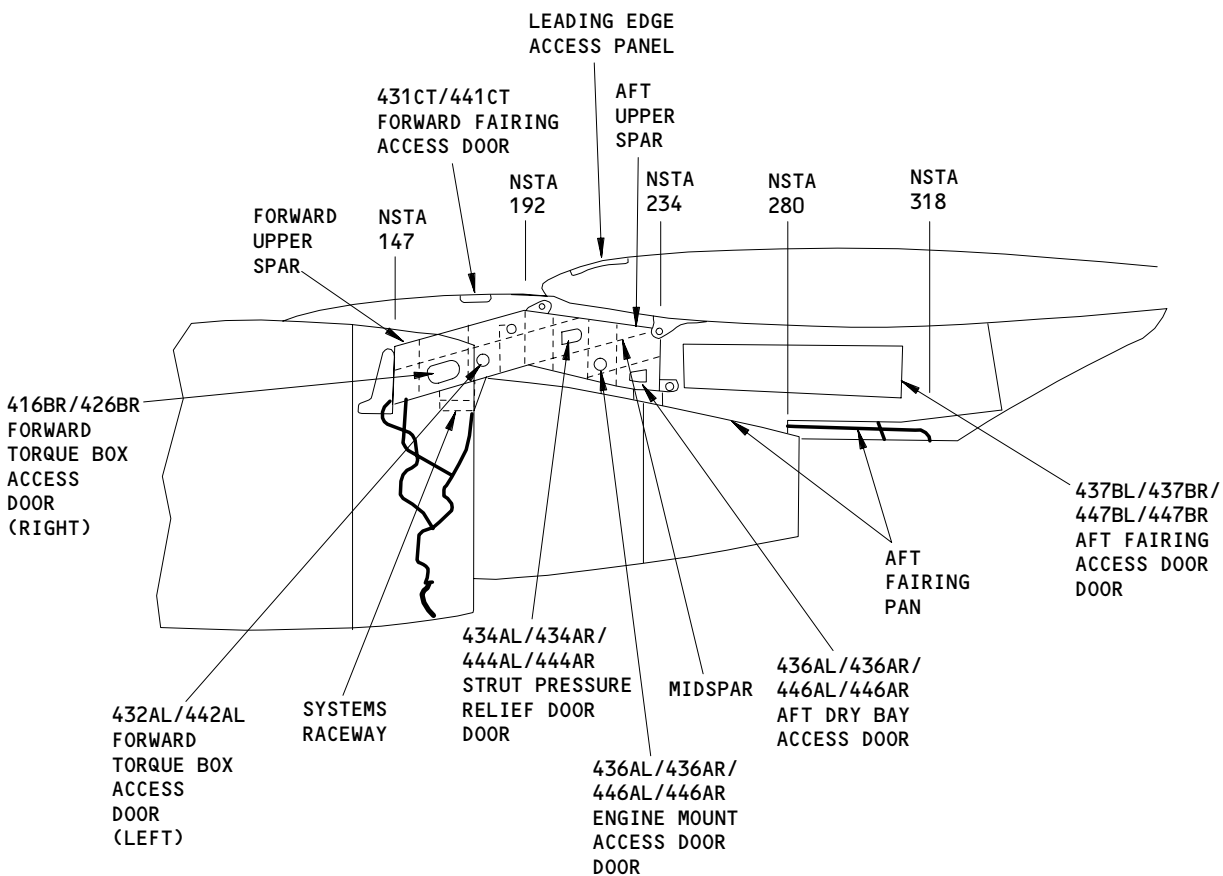 LEADING EDGE
ACCESS PANEL
431CT/441CT
FORWARD FAIRING
ACCESS DOOR
AFT
UPPER
SPAR
NSTA
192
NSTA
234
NSTA
280
NSTA
318
FORWARD
UPPER
SPAR
NSTA
147
416BR/426BR
FORWARD
TORQUE BOX
ACCESS
DOOR
(RIGHT)
437BL/437BR/
447BL/447BR
AFT FAIRING
ACCESS DOOR
DOOR
AFT
FAIRING
PAN
432AL/442AL
FORWARD
TORQUE BOX
ACCESS
DOOR
(LEFT)
SYSTEMS
RACEWAY
434AL/434AR/
444AL/444AR
STRUT PRESSURE
RELIEF DOOR
DOOR
MIDSPAR
436AL/436AR/
446AL/446AR
AFT DRY BAY
ACCESS DOOR
436AL/436AR/
446AL/446AR
ENGINE MOUNT
ACCESS DOOR
DOOR